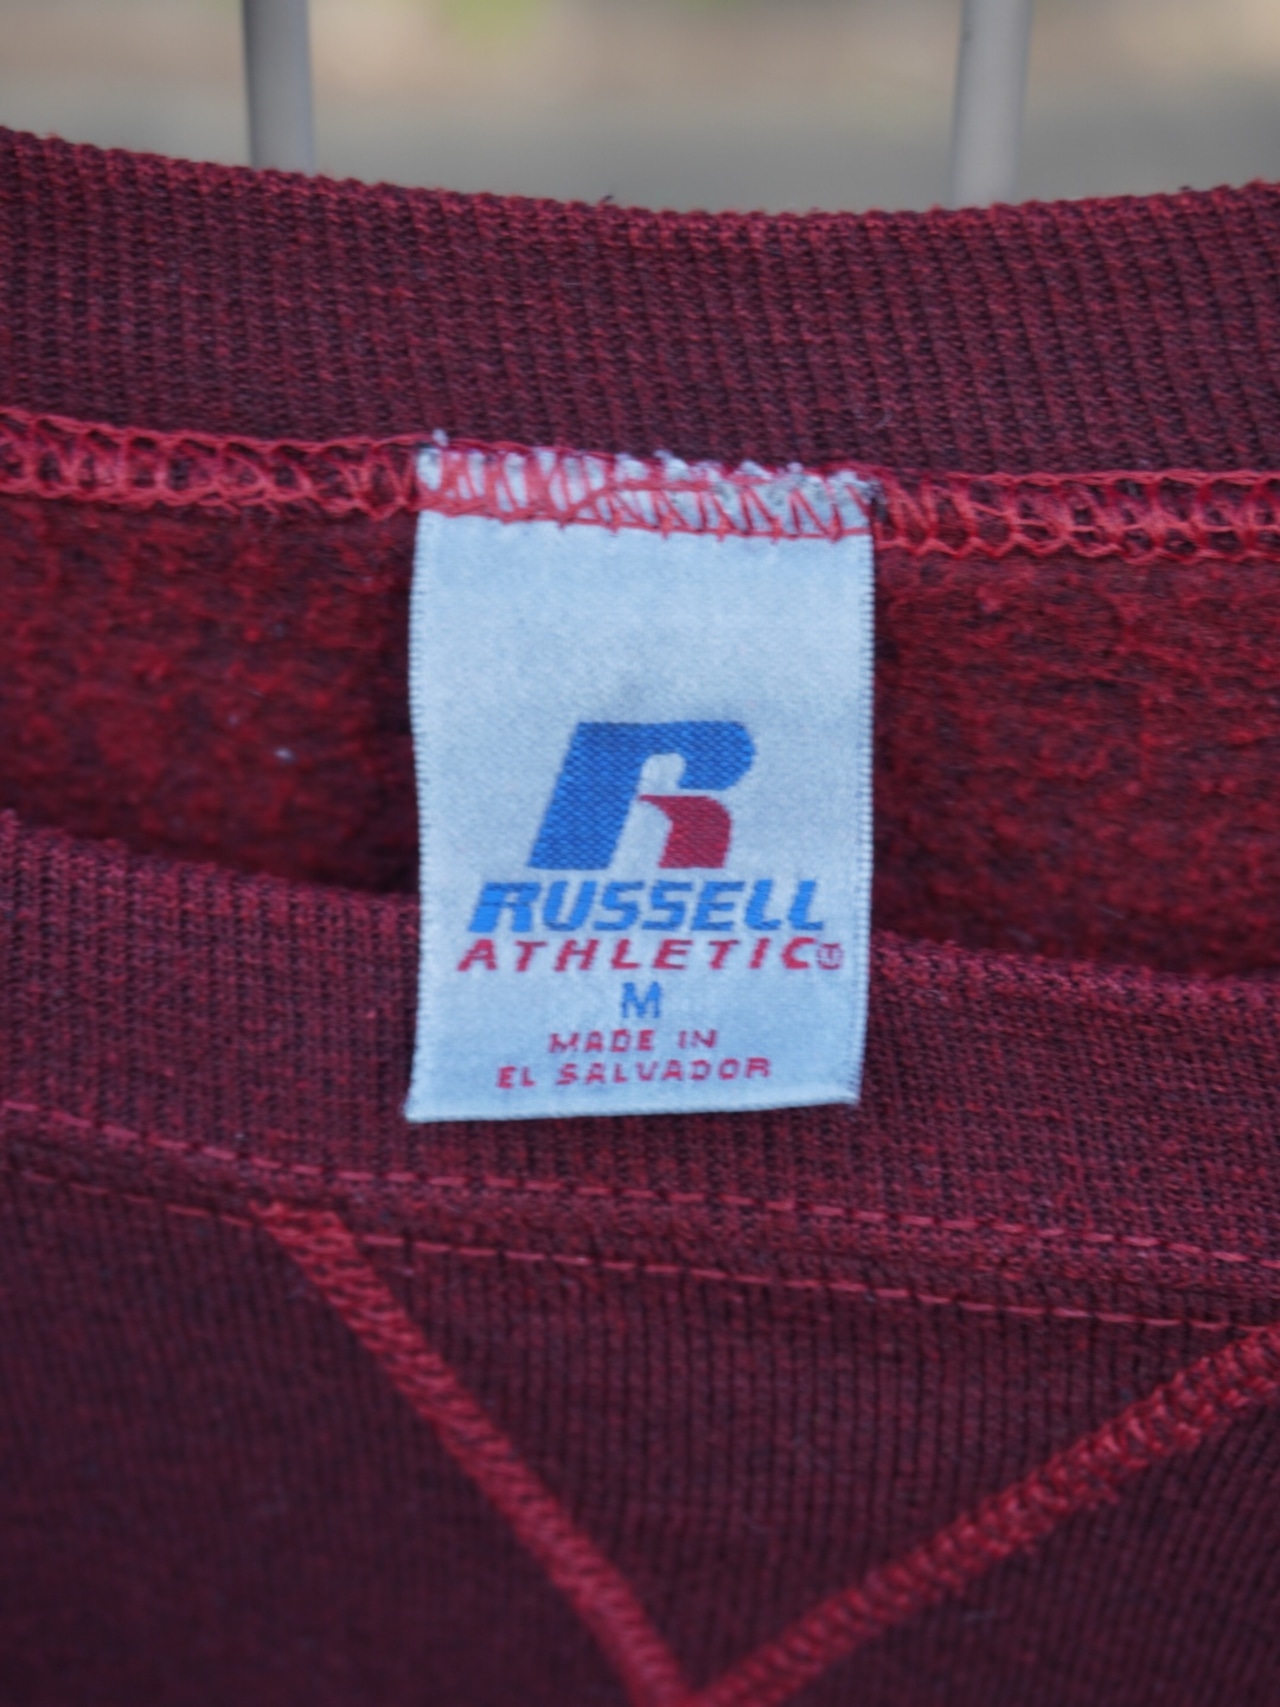 R
RUSSELL
ATHLETIC
M
MADE IN
EL SALVADOR